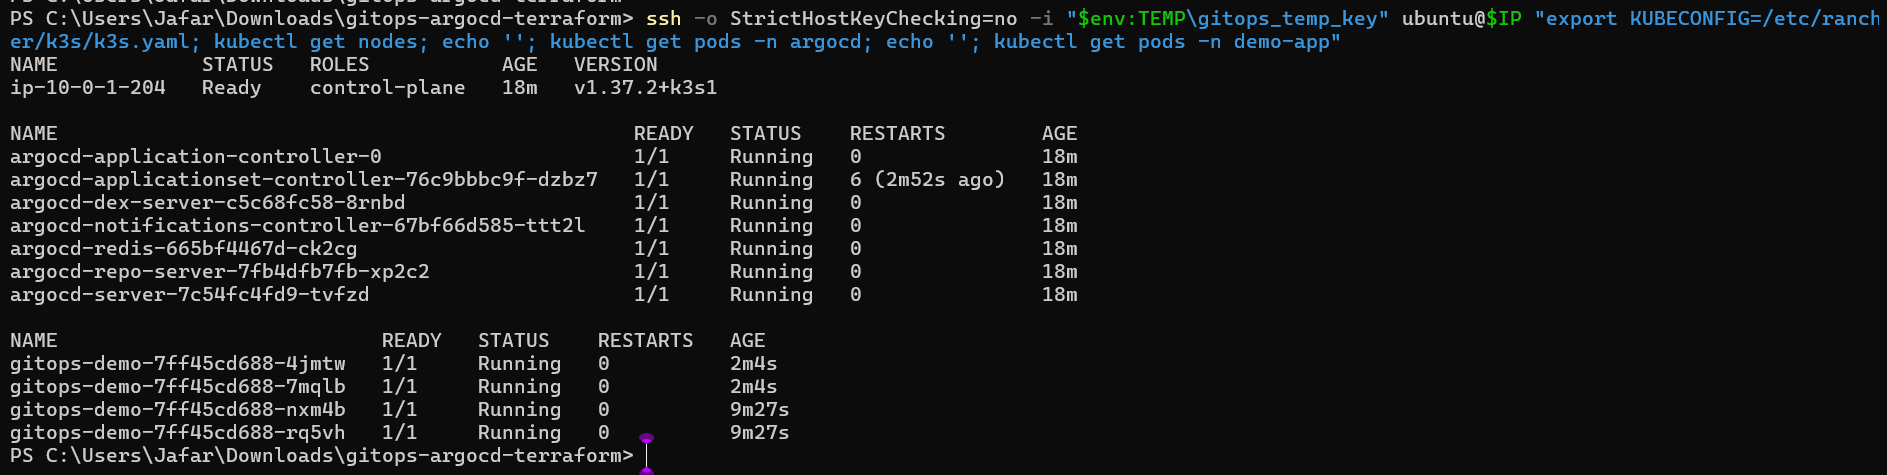 PS C:\Users\Jafar\Downloads\gitops-argocd-terraform> ssh -o StrictHostKeyChecking=no -i "$env:TEMP\gitops_temp_key" ubuntu@$IP "export KUBECONFIG=/etc/ranch
er/k3s/k3s.yaml; kubectl get nodes; echo ''; kubectl get pods -n argocd; echo ''; kubectl get pods -n demo-app"
NAME            STATUS   ROLES           AGE   VERSION
ip-10-0-1-204   Ready    control-plane   18m   v1.37.2+k3s1

NAME                                                READY   STATUS    RESTARTS        AGE
argocd-application-controller-0                     1/1     Running   0               18m
argocd-applicationset-controller-76c9bbbc9f-dzbz7   1/1     Running   6 (2m52s ago)   18m
argocd-dex-server-c5c68fc58-8rnbd                   1/1     Running   0               18m
argocd-notifications-controller-67bf66d585-ttt2l    1/1     Running   0               18m
argocd-redis-665bf4467d-ck2cg                       1/1     Running   0               18m
argocd-repo-server-7fb4dfb7fb-xp2c2                 1/1     Running   0               18m
argocd-server-7c54fc4fd9-tvfzd                      1/1     Running   0               18m

NAME                           READY   STATUS    RESTARTS   AGE
gitops-demo-7ff45cd688-4jmtw   1/1     Running   0          2m4s
gitops-demo-7ff45cd688-7mqlb   1/1     Running   0          2m4s
gitops-demo-7ff45cd688-nxm4b   1/1     Running   0          9m27s
gitops-demo-7ff45cd688-rq5vh   1/1     Running   0          9m27s
PS C:\Users\Jafar\Downloads\gitops-argocd-terraform>